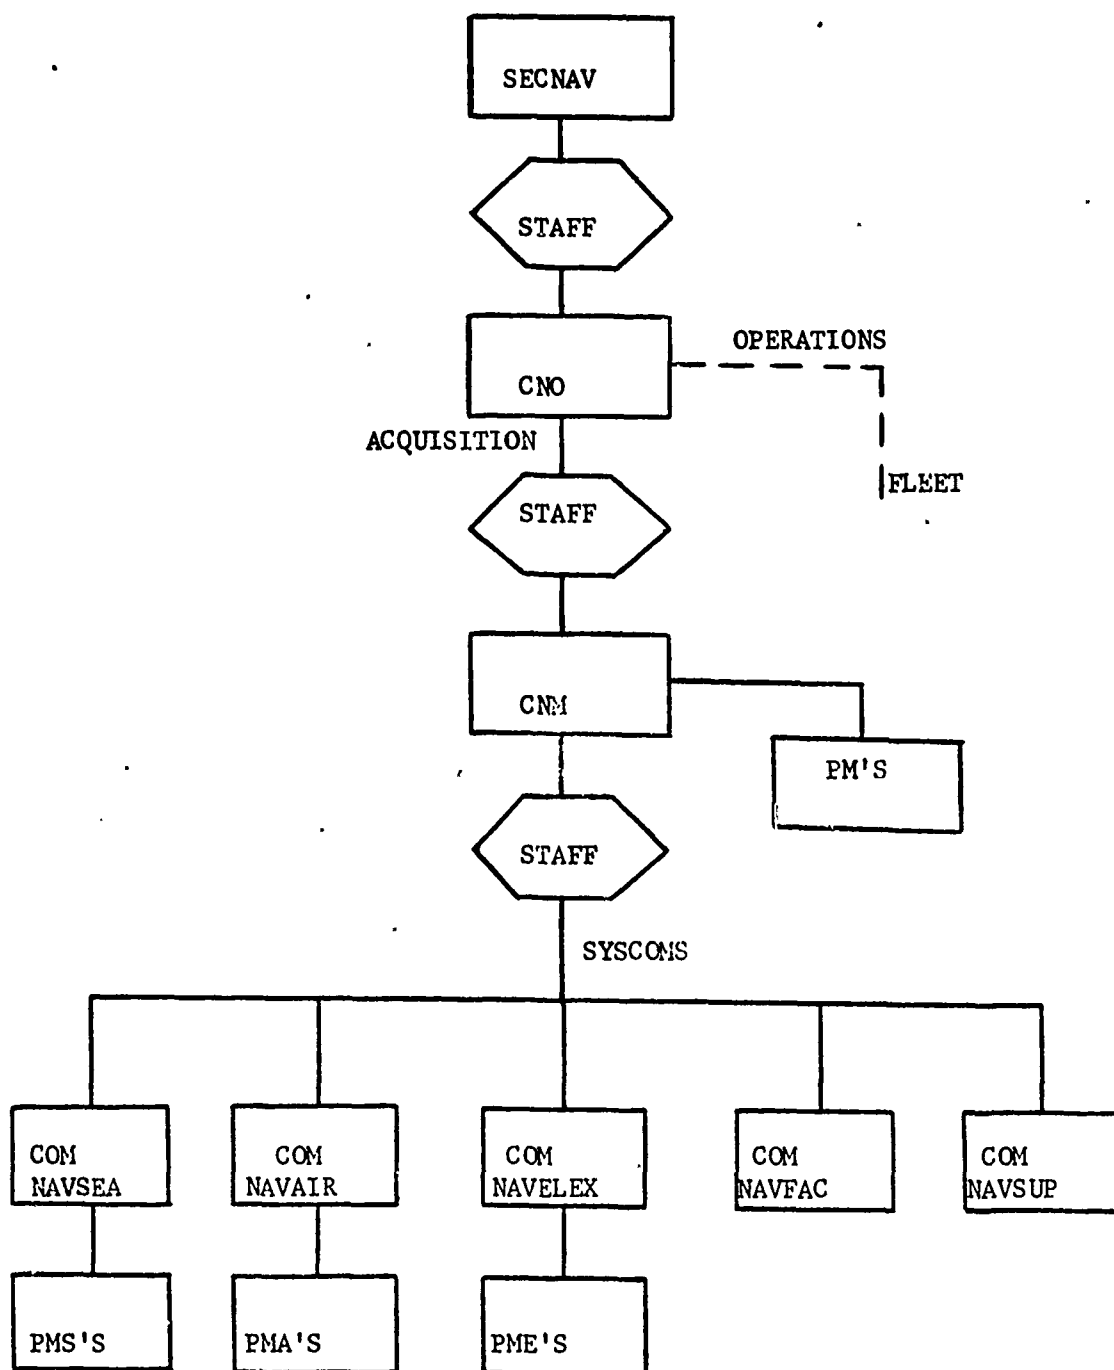 SECNAV
STAFF
OPERATIONS
CNO
ACQUISITION
FLEET
STAFF
CNM
PM'S
STAFF
SYSCOMS
COM
NAVSEA
COM
NAVAIR
COM
NAVELEX
COM
NAVFAC
COM
NAVSUP
PMS'S
PMA'S
PME'S